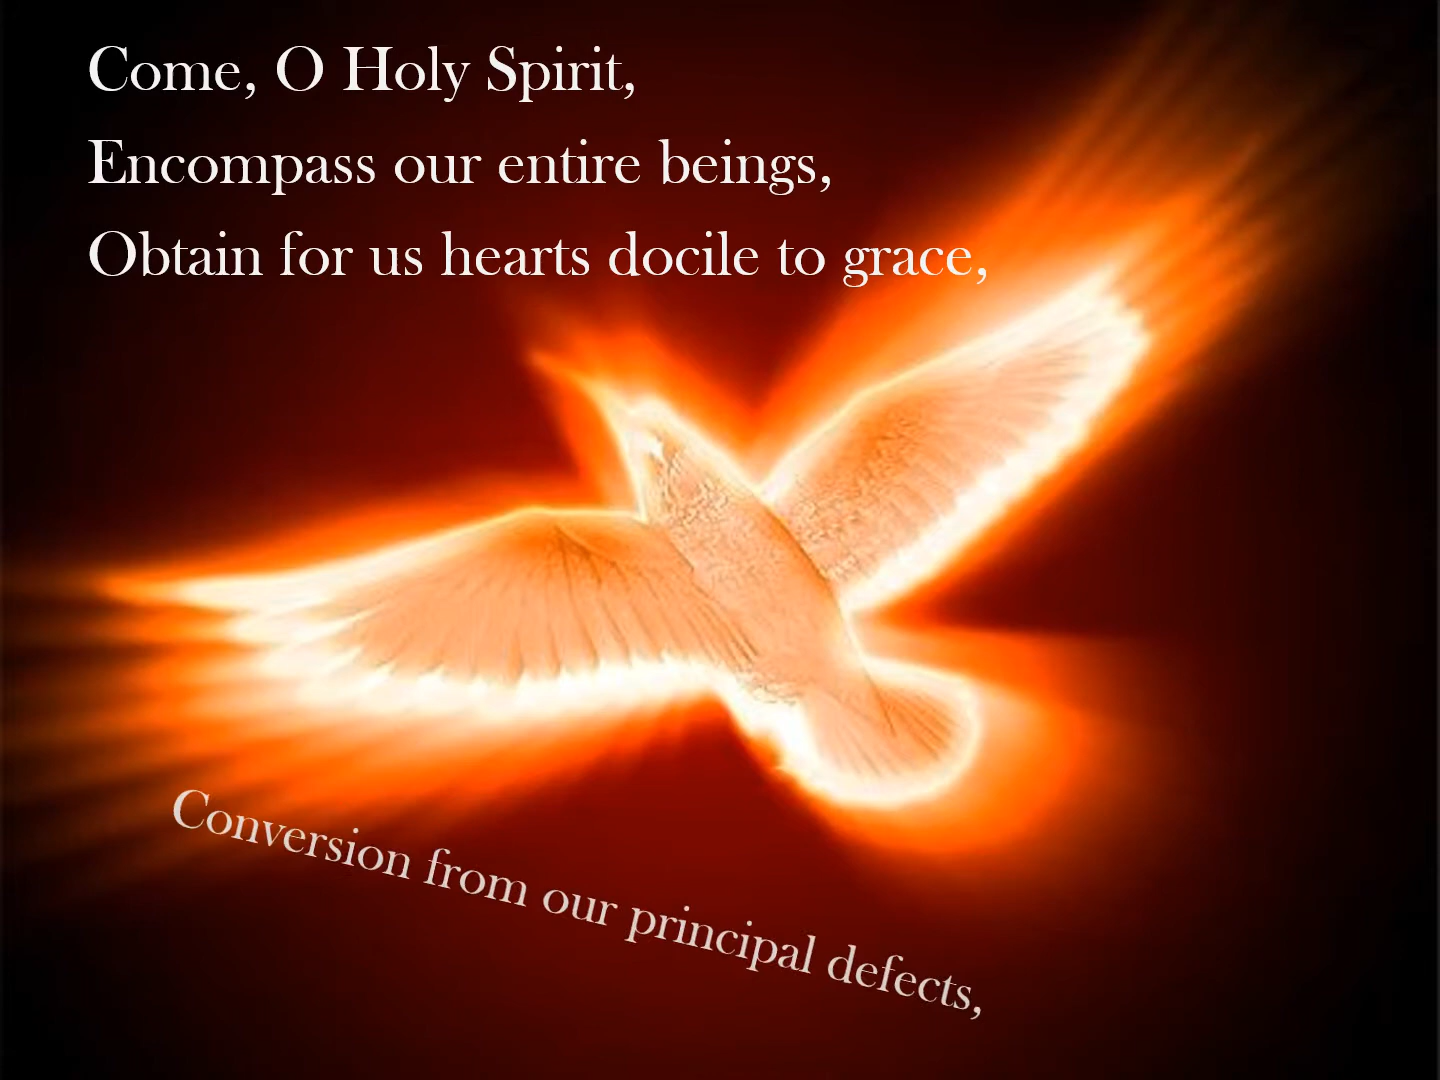 Come, O Holy Spirit,
Encompass our entire beings,
Obtain for us hearts docile to grace,
Conversion from our principal defects,